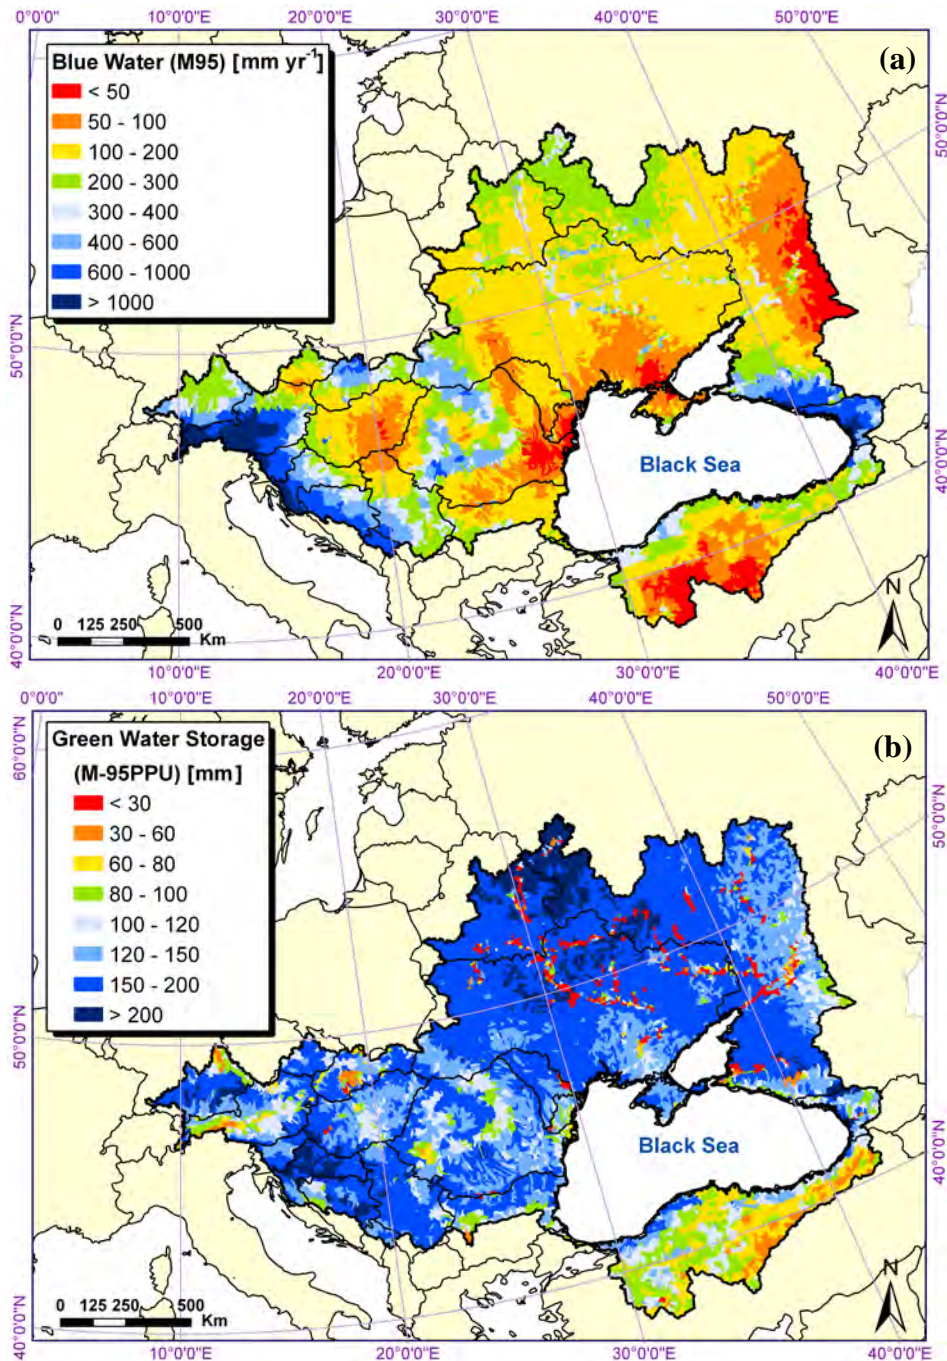 0°0'0"" 10°0'0"E 20°0'0"E 30°0'0"E 40°0'0"E 50°0'0"E
(a)
Blue Water (M95) [mm yr-1]
< 50
50 - 100
100 - 200
200 - 300
300 - 400
400 - 600
600 - 1000
> 1000
60°0'0"N
50°0'0"N
40°0'0"N
50°0'0"N
40°0'0"N
Black Sea
N
0 125 250 500
Km
10°0'0"E 20°0'0"E 30°0'0"E 40°0'0"E
0°0'0"" 10°0'0"E 20°0'0"E 30°0'0"E 40°0'0"E 50°0'0"E
(b)
Green Water Storage
(M-95PPU) [mm]
< 30
30 - 60
60 - 80
80 - 100
100 - 120
120 - 150
150 - 200
> 200
60°0'0"N
50°0'0"N
40°0'0"N
50°0'0"N
40°0'0"N
Black Sea
N
0 125 250 500
Km
10°0'0"E 20°0'0"E 30°0'0"E 40°0'0"E